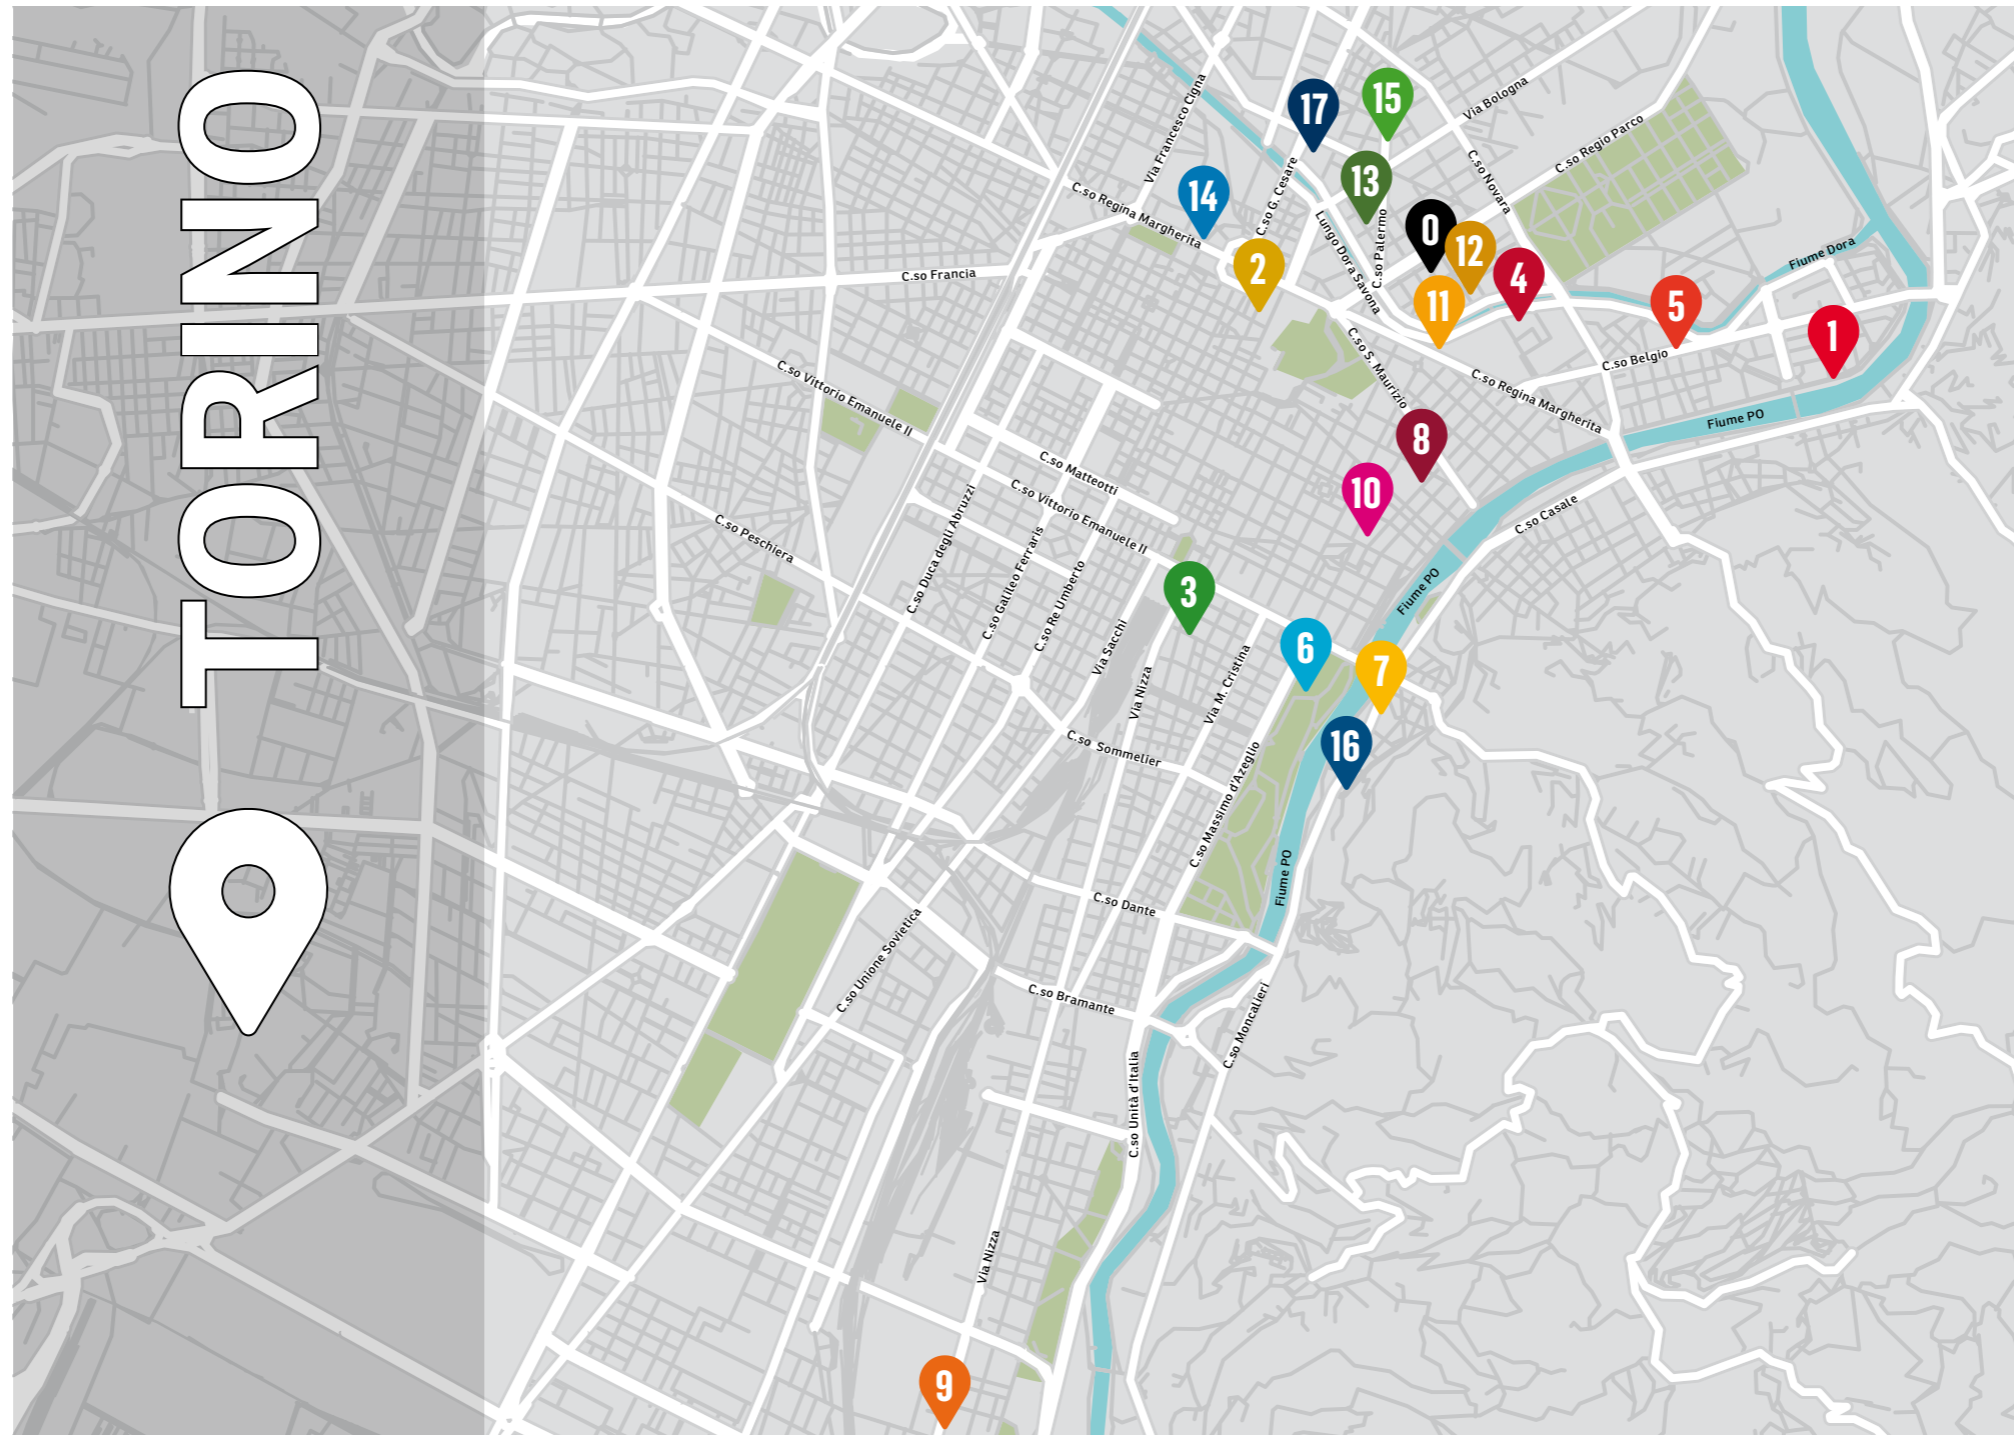 TORINO
17
15
Via Bologna
Via Francesco Cigna
C.so Regio Parco
C.so Novara
14
13
C.so Regina Margherita
C.so G. Cesare
Lungo Dora Savona
C.so Palermo
0
12
2
4
11
C.so Francia
Fiume Dora
5
1
C.so S. Maurizio
C.so Belgio
C.so Regina Margherita
C.so Vittorio Emanuele II
Fiume PO
8
C.so Matteotti
10
C.so Vittorio Emanuele II
C.so Casale
C.so Peschiera
C.so Duca degli Abruzzi
C.so Galileo Ferraris
C.so Re Umberto
3
Fiume PO
Via Sacchi
6
7
Via Nizza
Via M. Cristina
16
C.so Sommelier
C.so Massimo d'Azeglio
Fiume PO
C.so Dante
C.so Unione Sovietica
C.so Bramante
C.so Moncalieri
C.so Unità d'Italia
Via Nizza
9